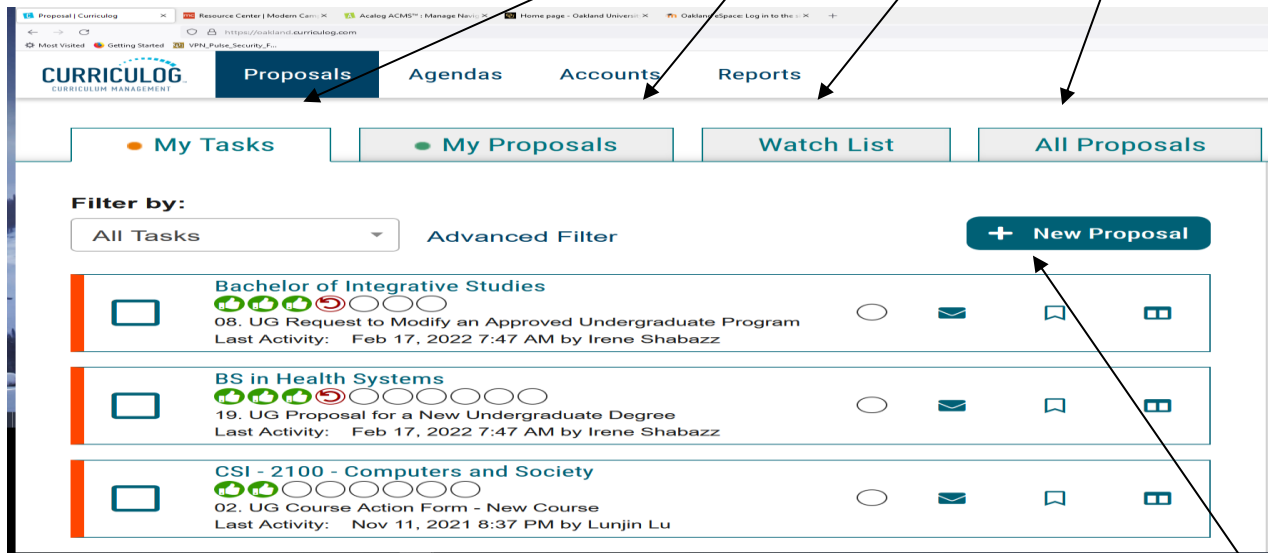 Proposal | Curriculog
Resource Center | Modern Cam
Acalog ACMS™ : Manage Navig
Home page - Oakland Universi
Oakland eSpace: Log in to the
https://oakland.curriculog.com
Most Visited Getting Started VPN_Pulse_Security_F...
CURRICULOG
CURRICULUM MANAGEMENT
Proposals Agendas Accounts Reports
My Tasks My Proposals Watch List All Proposals
Filter by:
All Tasks Advanced Filter + New Proposal
Bachelor of Integrative Studies
08. UG Request to Modify an Approved Undergraduate Program
Last Activity: Feb 17, 2022 7:47 AM by Irene Shabazz
BS in Health Systems
19. UG Proposal for a New Undergraduate Degree
Last Activity: Feb 17, 2022 7:47 AM by Irene Shabazz
CSI - 2100 - Computers and Society
02. UG Course Action Form - New Course
Last Activity: Nov 11, 2021 8:37 PM by Lunjin Lu